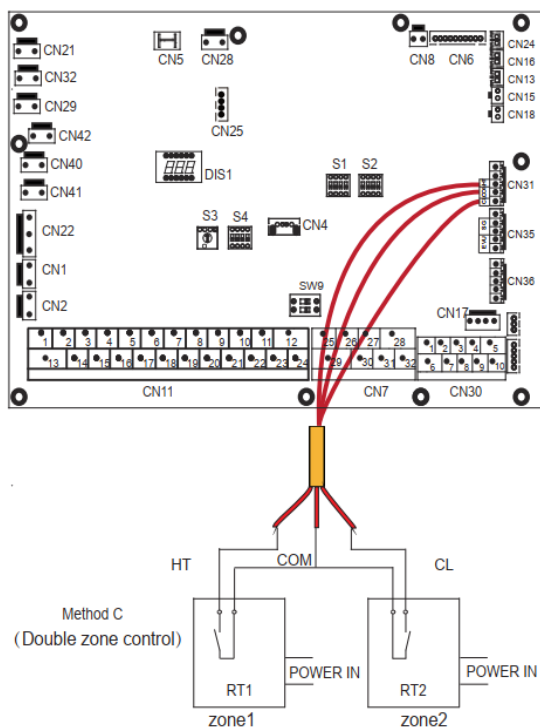 CN21
CN32
CN29
CN42
CN40
CN41
CN22
CN1
CN2
CN5
CN28
CN25
DIS1
CN8
CN6
CN24
CN16
CN13
CN15
CN18
S1
S2
CN31
S3
S4
CN4
SG
EVU
CN35
CN36
SW9
CN17
1 2 3 4 5 6 7 8 9 10 11 12
13 14 15 16 17 18 19 20 21 22 23 24
25 26 27 28
29 30 31 32
1 2 3 4 5
6 7 8 9 10
CN11
CN7
CN30
HT
COM
CL
Method C
(Double zone control)
POWER IN
POWER IN
RT1
RT2
zone1
zone2